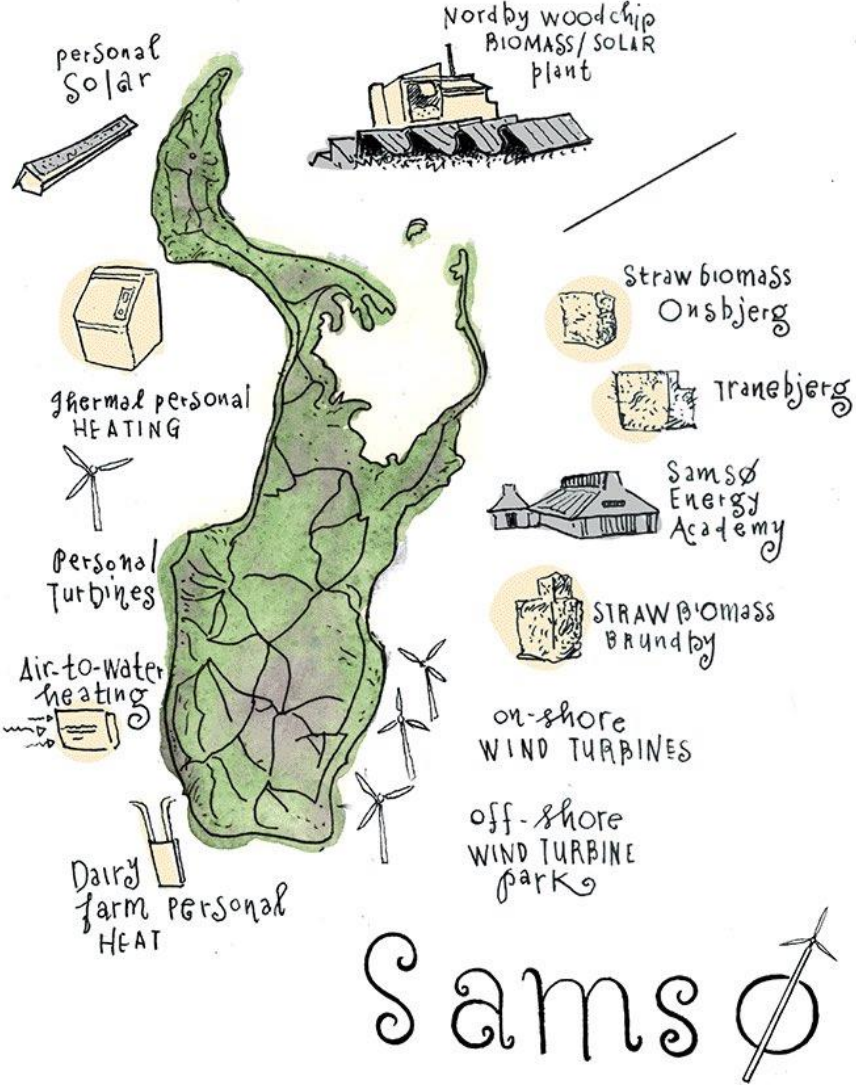 personal
Solar
Nordby woodchip
BIOMASS/SOLAR
plant
Straw biomass
Onsbjerg
Tranebjerg
thermal personal
HEATING
Samsø
Energy
Academy
Personal
Turbines
STRAW BIOMASS
BRundby
Air-to-water
heating
on-shore
WIND TURBINES
off-shore
WIND TURBINE
park
Dairy
farm personal
HEAT
Samsø